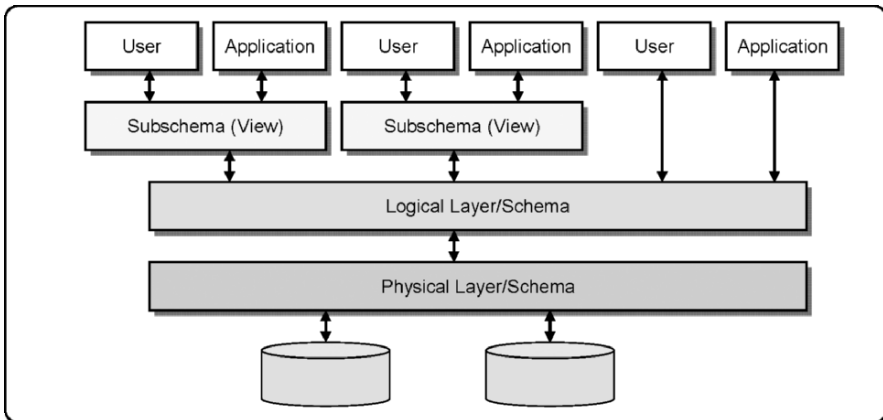 User
Application
User
Application
User
Application
Subschema (View)
Subschema (View)
Logical Layer/Schema
Physical Layer/Schema